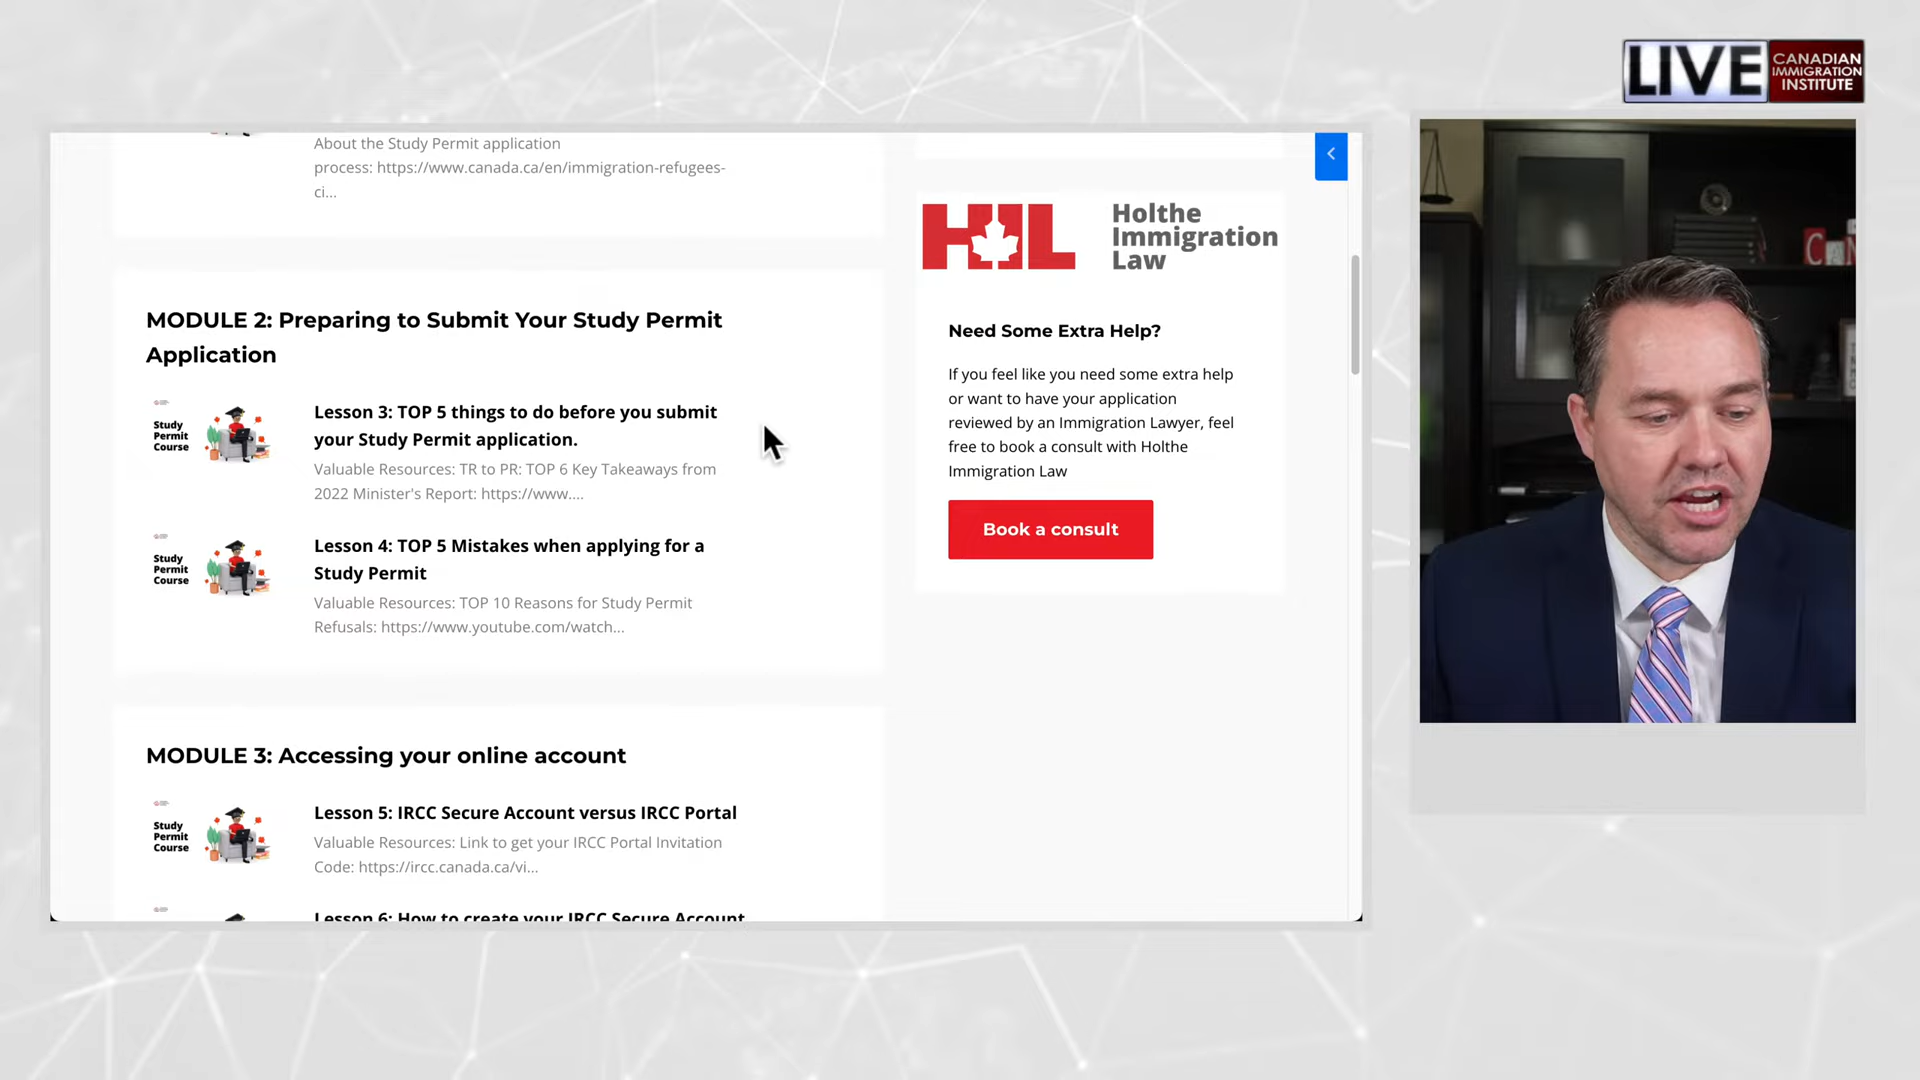 LIVE
CANADIAN
IMMIGRATION
INSTITUTE
About the Study Permit application
process: https://www.canada.ca/en/immigration-refugees-
ci...
MODULE 2: Preparing to Submit Your Study Permit
Application
Study
Permit
Course
Lesson 3: TOP 5 things to do before you submit
your Study Permit application.
Valuable Resources: TR to PR: TOP 6 Key Takeaways from
2022 Minister's Report: https://www....
Study
Permit
Course
Lesson 4: TOP 5 Mistakes when applying for a
Study Permit
Valuable Resources: TOP 10 Reasons for Study Permit
Refusals: https://www.youtube.com/watch...
MODULE 3: Accessing your online account
Study
Permit
Course
Lesson 5: IRCC Secure Account versus IRCC Portal
Valuable Resources: Link to get your IRCC Portal Invitation
Code: https://ircc.canada.ca/vi...
Lesson 6: How to create your IRCC Secure Account
HIL
Holthe
Immigration
Law
Need Some Extra Help?
If you feel like you need some extra help
or want to have your application
reviewed by an Immigration Lawyer, feel
free to book a consult with Holthe
Immigration Law
Book a consult